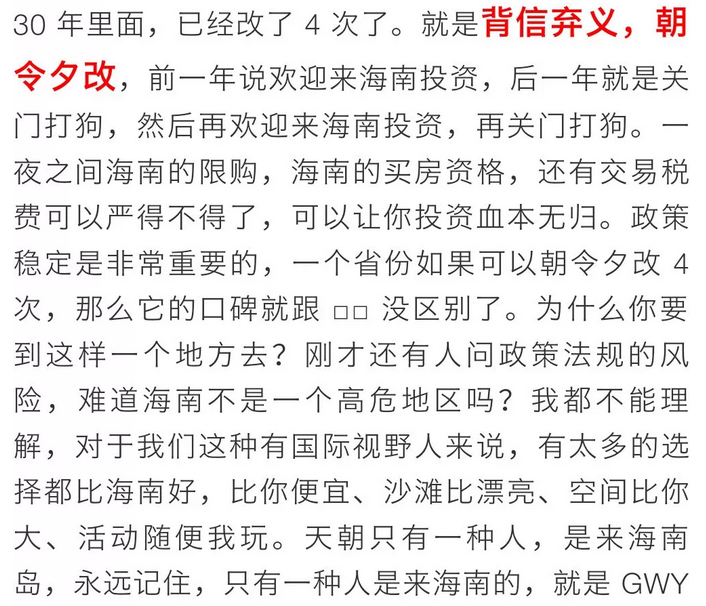 30 年里面，已经改了 4 次了。就是背信弃义，朝
令夕改，前一年说欢迎来海南投资，后一年就是关
门打狗，然后再欢迎来海南投资，再关门打狗。一
夜之间海南的限购，海南的买房资格，还有交易税
费可以严得不得了，可以让你投资血本无归。政策
稳定是非常重要的，一个省份如果可以朝令夕改 4
次，那么它的口碑就跟 □□ 没区别了。为什么你要
到这样一个地方去？刚才还有人问政策法规的风
险，难道海南不是一个高危地区吗？我都不能理
解，对于我们这种有国际视野人来说，有太多的选
择都比海南好，比你便宜、沙滩比漂亮、空间比你
大、活动随便我玩。天朝只有一种人，是来海南
岛，永远记住，只有一种人是来海南的，就是 GWY